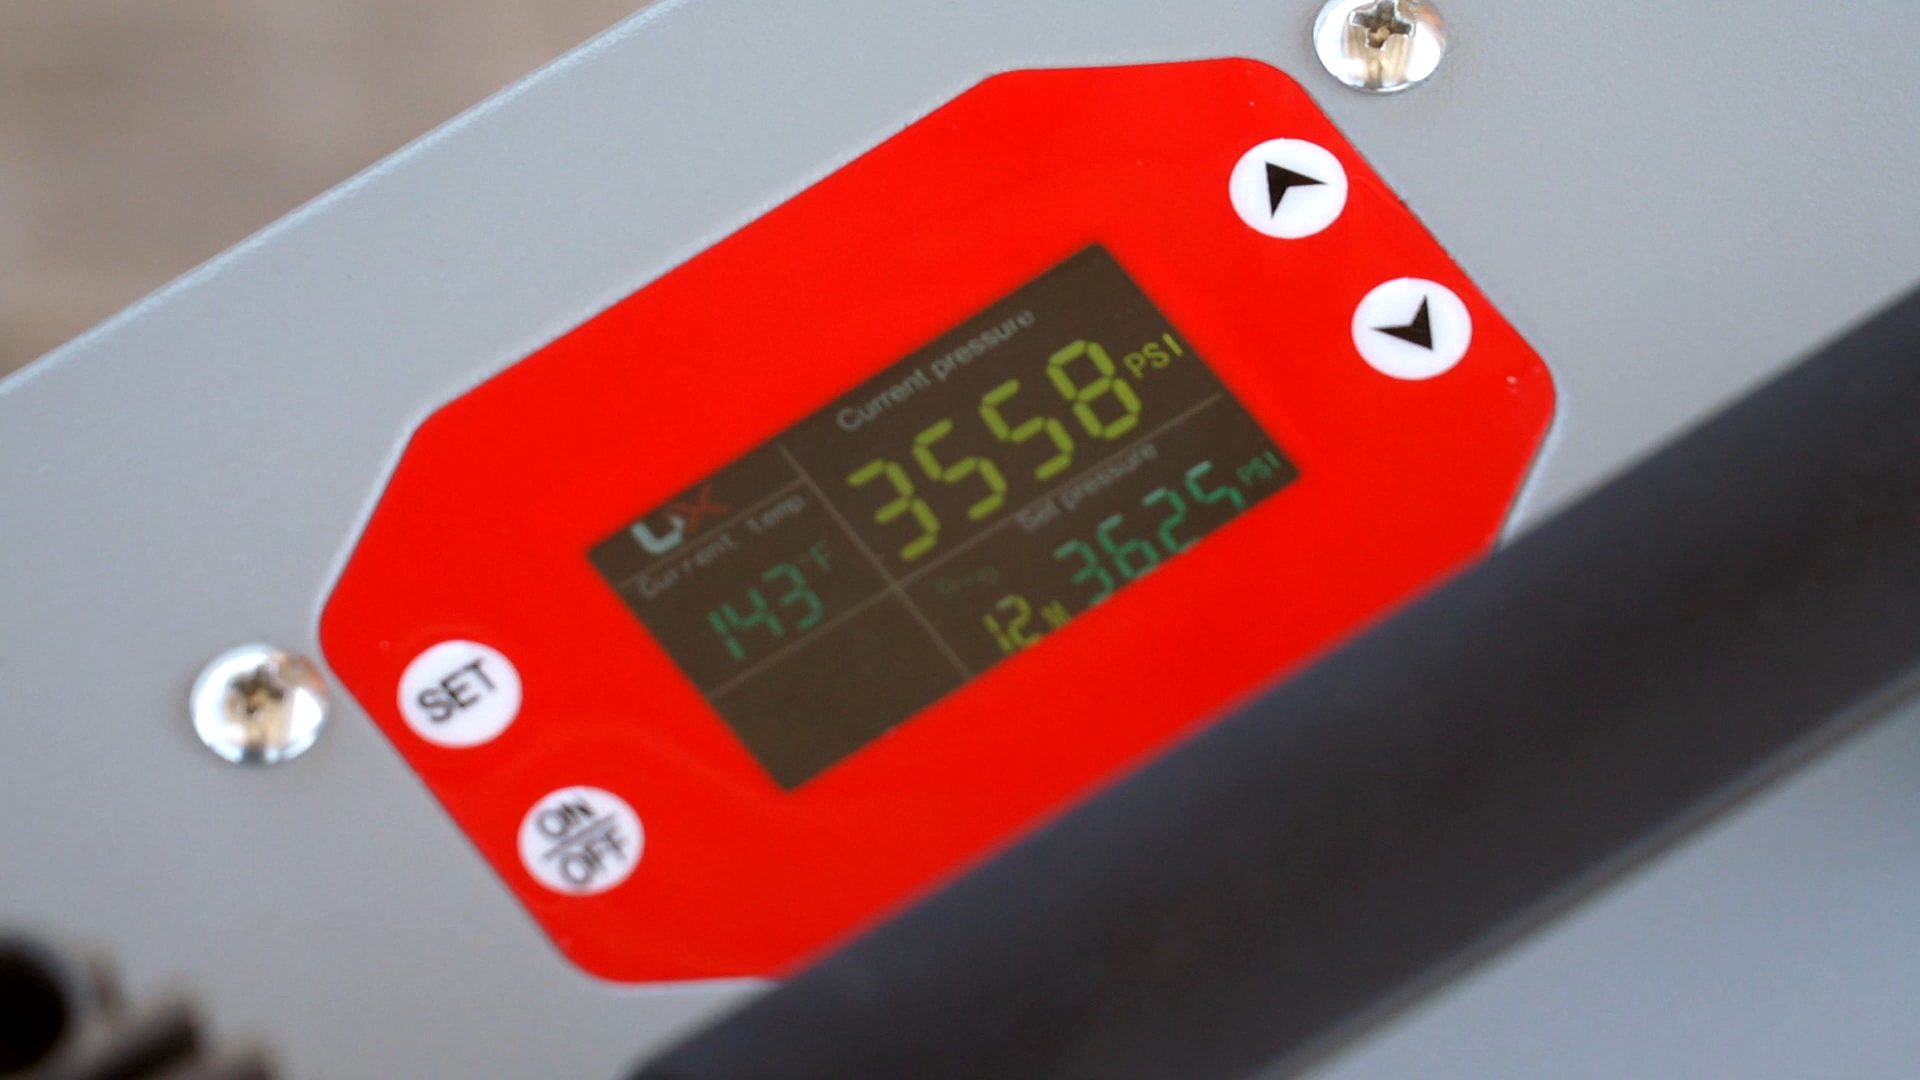 Current pressure
3558 PSI
Current temp
143°F
Set pressure
3625 PSI
12
SET
ON
OFF